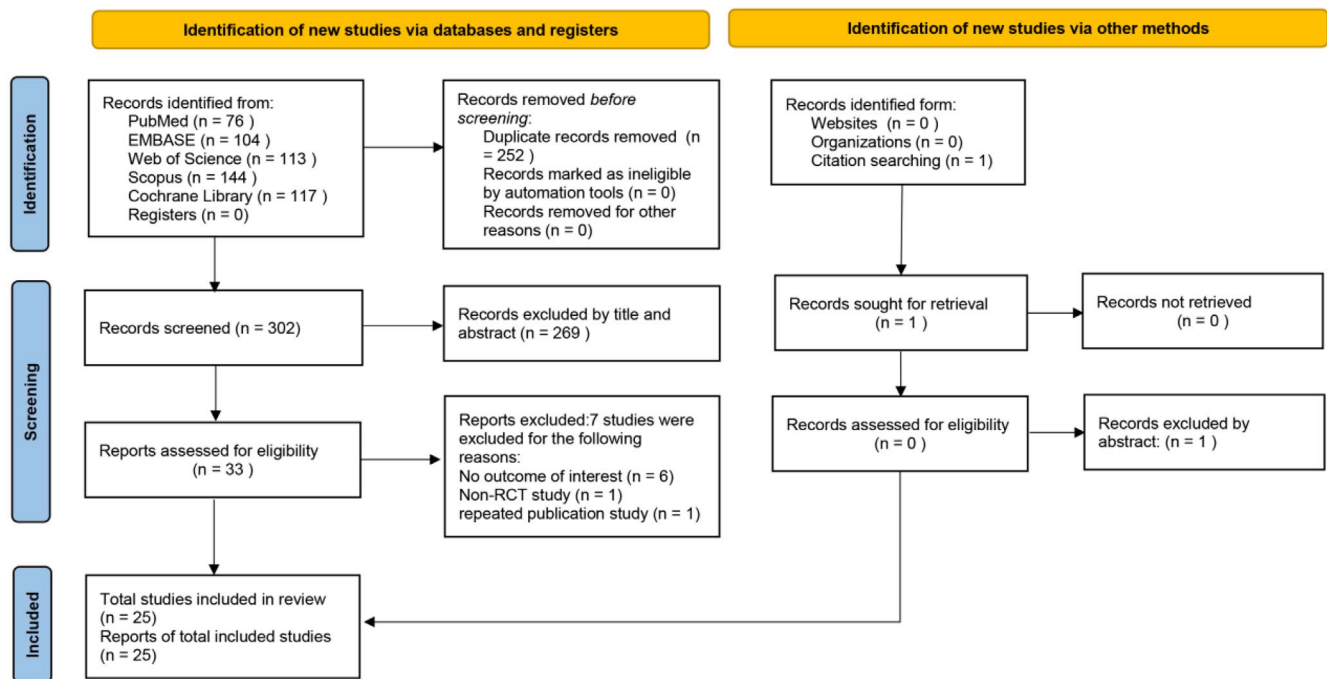 Identification of new studies via databases and registers
Identification of new studies via other methods
Identification
Records identified from:
PubMed (n = 76 )
EMBASE (n = 104 )
Web of Science (n = 113 )
Scopus (n = 144 )
Cochrane Library (n = 117 )
Registers (n = 0)
Records removed before
screening:
Duplicate records removed (n
= 252 )
Records marked as ineligible
by automation tools (n = 0)
Records removed for other
reasons (n = 0)
Records identified form:
Websites (n = 0 )
Organizations (n = 0)
Citation searching (n = 1)
Screening
Records screened (n = 302)
Records excluded by title and
abstract (n = 269 )
Records sought for retrieval
(n = 1 )
Records not retrieved
(n = 0 )
Reports assessed for eligibility
(n = 33 )
Reports excluded:7 studies were
excluded for the following
reasons:
No outcome of interest (n = 6)
Non-RCT study (n = 1)
repeated publication study (n = 1)
Records assessed for eligibility
(n = 0 )
Records excluded by
abstract: (n = 1 )
Included
Total studies included in review
(n = 25)
Reports of total included studies
(n = 25)